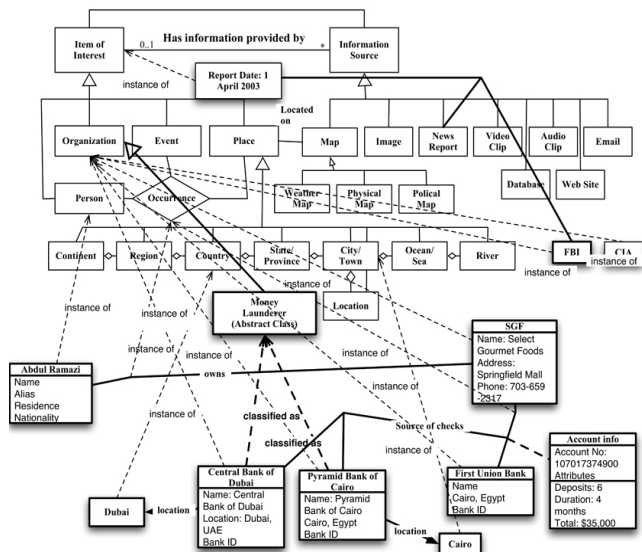 Item of
Interest
0..1
Has information provided by
*
Information
Source
instance of
Report Date: 1
April 2003
Located
on
Organization
Event
Place
Map
Image
News
Report
Video
Clip
Audio
Clip
Email
Database
Web Site
Person
Occurrence
Weather
Map
Physical
Map
Polical
Map
Continent
Region
Country
State/
Province
City/
Town
Ocean/
Sea
River
FBI
CIA
instance of
instance of
instance of
Location
Money
Launderer
(Abstract Class)
instance of
instance of
instance of
SGF
Name: Select
Gourmet Foods
Address:
Springfield Mall
Phone: 703-659
-2317
instance of
instance of
instance of
Abdul Ramazi
Name
Alias
Residence
Nationality
owns
instance of
instance of
classified as
classified as
Source of checks
instance of
Account info
Account No:
107017374900
Attributes
Deposits: 6
Duration: 4
months
Total: $35,000
Central Bank of
Dubai
Name: Central
Bank of Dubai
Location: Dubai,
UAE
Bank ID
Pyramid Bank of
Cairo
Name: Pyramid
Bank of Cairo
Cairo, Egypt
Bank ID
First Union Bank
Name
Cairo, Egypt
Bank ID
Dubai
location
location
Cairo